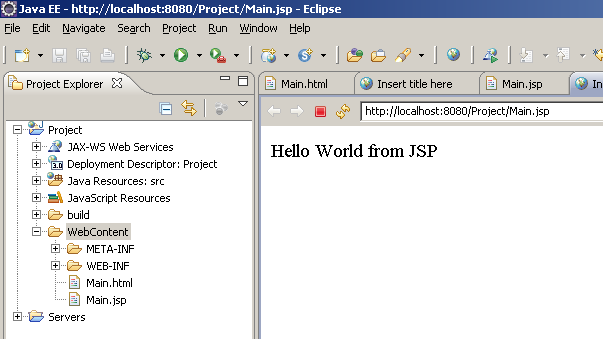 Java EE - http://localhost:8080/Project/Main.jsp - Eclipse
File Edit Navigate Search Project Run Window Help
Project Explorer
Main.html Insert title here Main.jsp In
http://localhost:8080/Project/Main.jsp
Hello World from JSP
Project
JAX-WS Web Services
3.0 Deployment Descriptor: Project
Java Resources: src
JavaScript Resources
build
WebContent
META-INF
WEB-INF
Main.html
Main.jsp
Servers